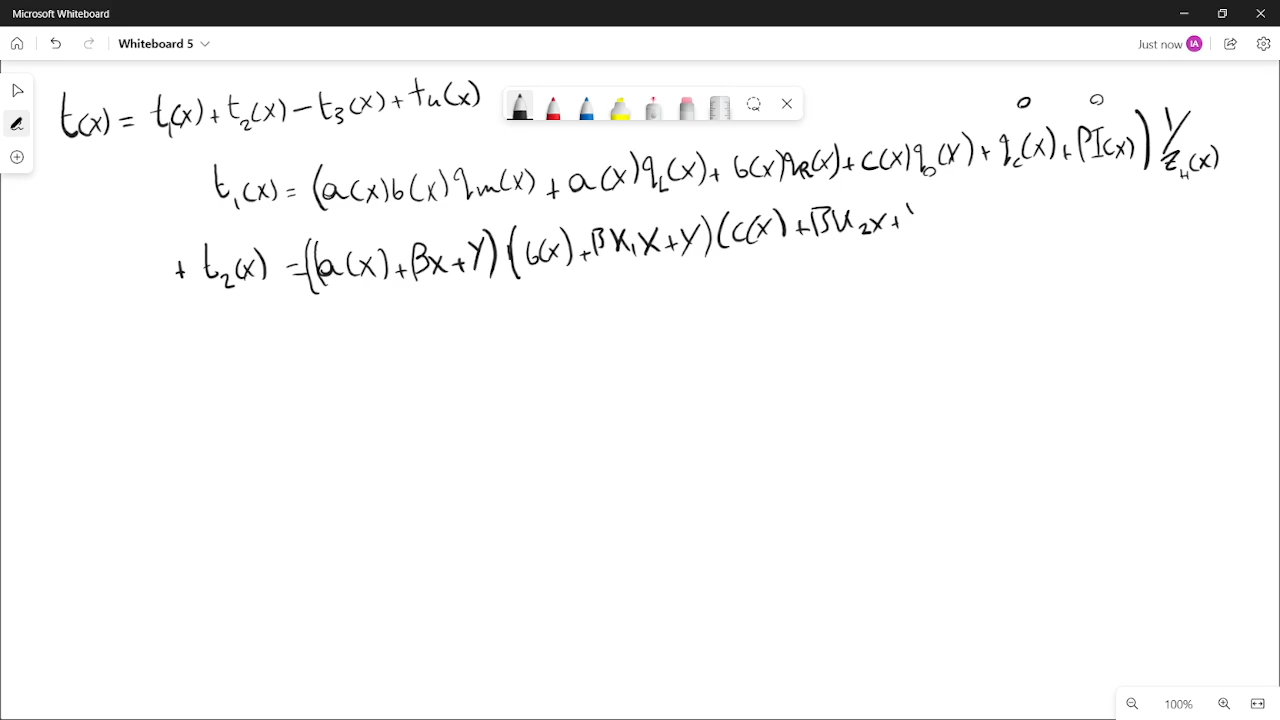 Microsoft Whiteboard
Whiteboard 5
Just now IA
t(x) = t₁(x) + t₂(x) − t₃(x) + t₄(x)
o o
t₁(x) = (a(x)b(x)qm(x) + a(x)q_L(x) + b(x)q_R(x) + c(x)q_o(x) + q_c(x) + PI(x)) 1/z_H(x)
+ t₂(x) = ((a(x) + βx + γ)(b(x) + βK₁x + γ)(c(x) + βK₂x +
100%